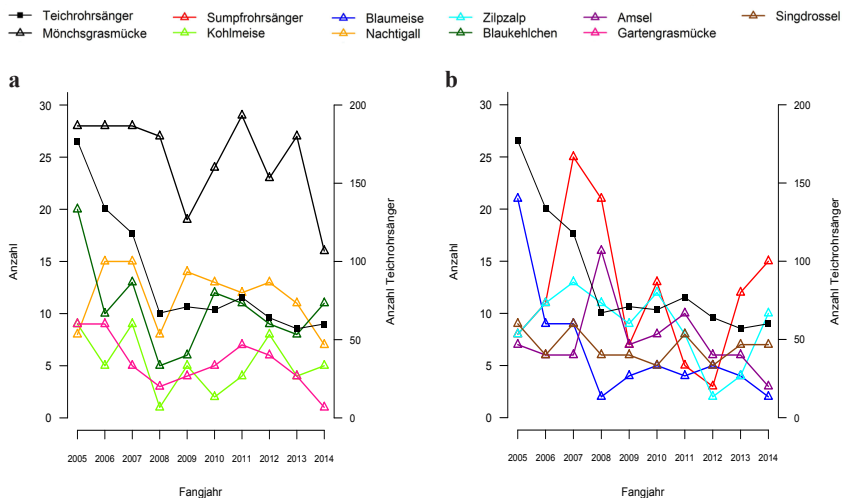 Teichrohrsänger Sumpfrohrsänger Blaumeise Zilpzalp Amsel Singdrossel
Mönchsgrasmücke Kohlmeise Nachtigall Blaukehlchen Gartengrasmücke
a
30
25
20
15
10
5
0
Anzahl
200
150
100
50
0
Anzahl Teichrohrsänger
2005 2006 2007 2008 2009 2010 2011 2012 2013 2014
Fangjahr
b
30
25
20
15
10
5
0
Anzahl
200
150
100
50
0
Anzahl Teichrohrsänger
2005 2006 2007 2008 2009 2010 2011 2012 2013 2014
Fangjahr